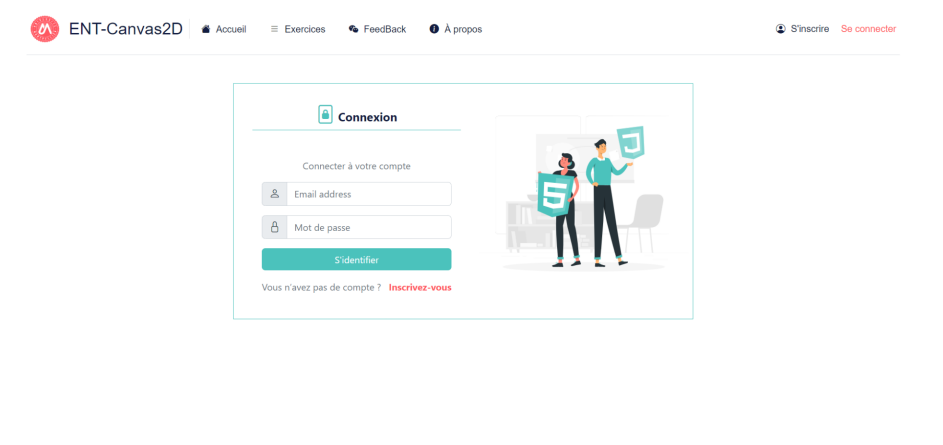 ENT-Canvas2D Accueil Exercices FeedBack À propos S'inscrire Se connecter
Connexion
Connecter à votre compte
Email address
Mot de passe
S'identifier
Vous n'avez pas de compte ? Inscrivez-vous